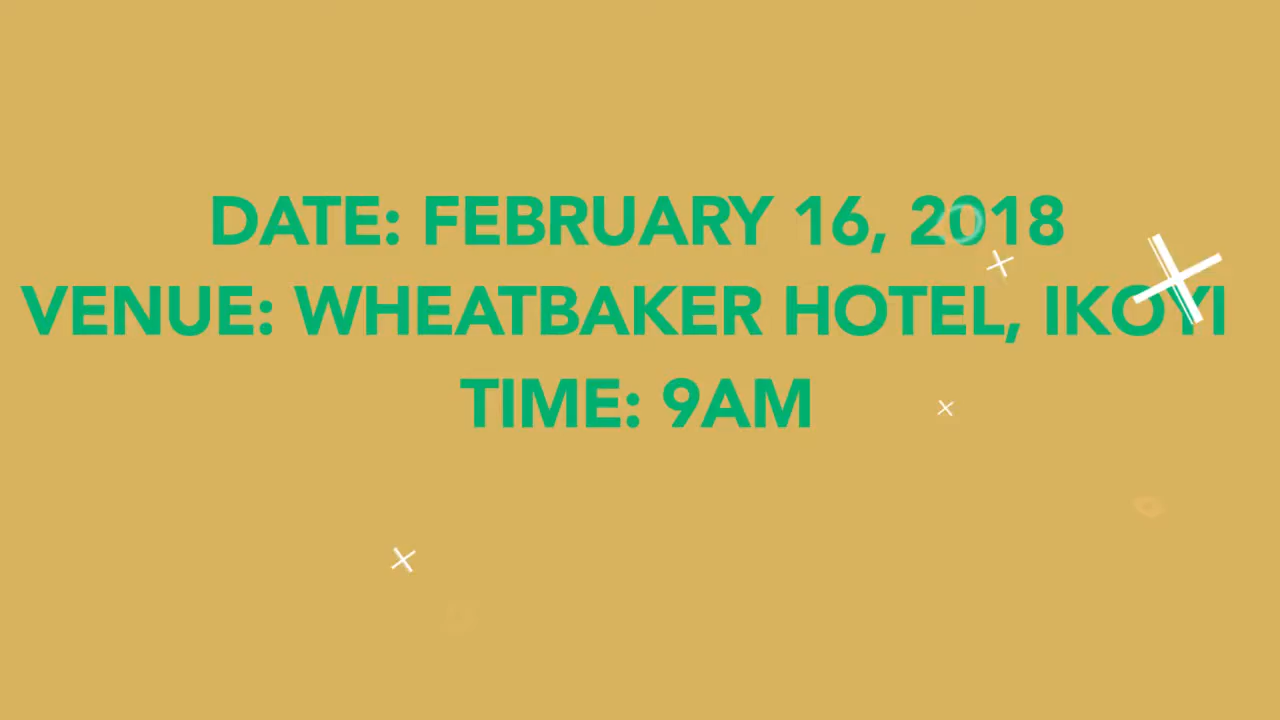 DATE: FEBRUARY 16, 2018
VENUE: WHEATBAKER HOTEL, IKOYI
TIME: 9AM